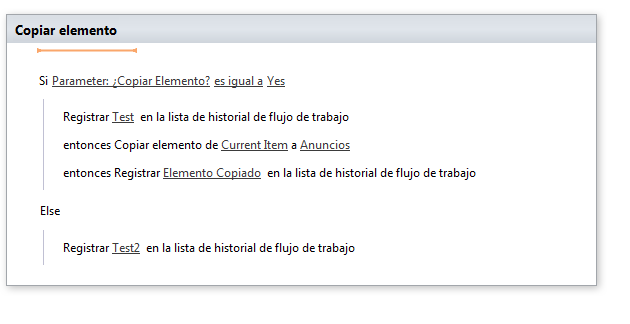 Copiar elemento
Si Parameter: ¿Copiar Elemento? es igual a Yes
Registrar Test en la lista de historial de flujo de trabajo
entonces Copiar elemento de Current Item a Anuncios
entonces Registrar Elemento Copiado en la lista de historial de flujo de trabajo
Else
Registrar Test2 en la lista de historial de flujo de trabajo